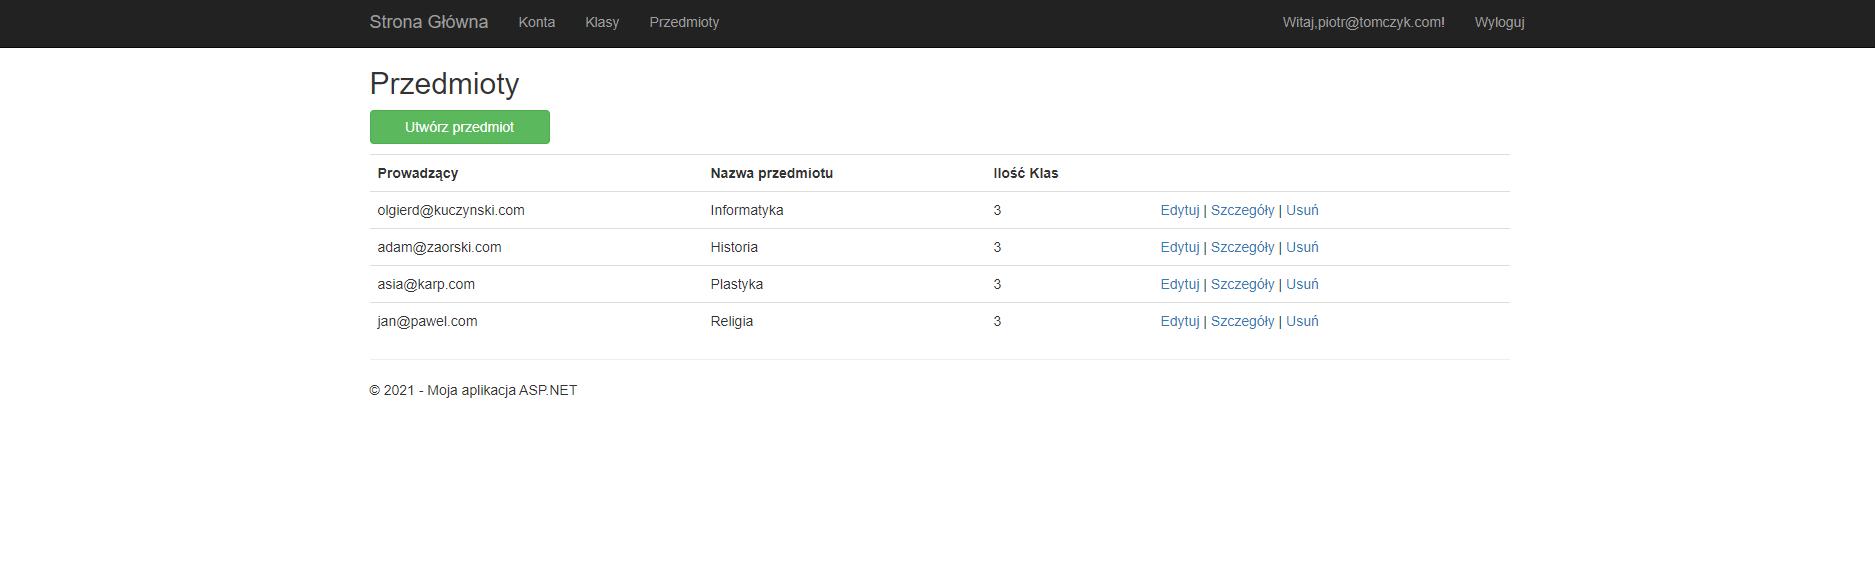 Strona Główna Konta Klasy Przedmioty Witaj,piotr@tomczyk.com! Wyloguj
Przedmioty
Utwórz przedmiot
Prowadzący Nazwa przedmiotu Ilość Klas
olgierd@kuczynski.com Informatyka 3 Edytuj | Szczegóły | Usuń
adam@zaorski.com Historia 3 Edytuj | Szczegóły | Usuń
asia@karp.com Plastyka 3 Edytuj | Szczegóły | Usuń
jan@pawel.com Religia 3 Edytuj | Szczegóły | Usuń
© 2021 - Moja aplikacja ASP.NET